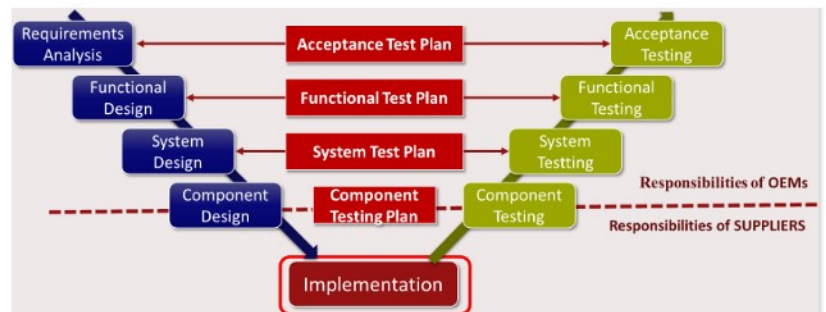 Requirements
Analysis
Acceptance Test Plan
Acceptance
Testing
Functional
Design
Functional Test Plan
Functional
Testing
System
Design
System Test Plan
System
Testting
Component
Design
Component
Testing Plan
Component
Testing
Responsibilities of OEMs
Responsibilities of SUPPLIERS
Implementation